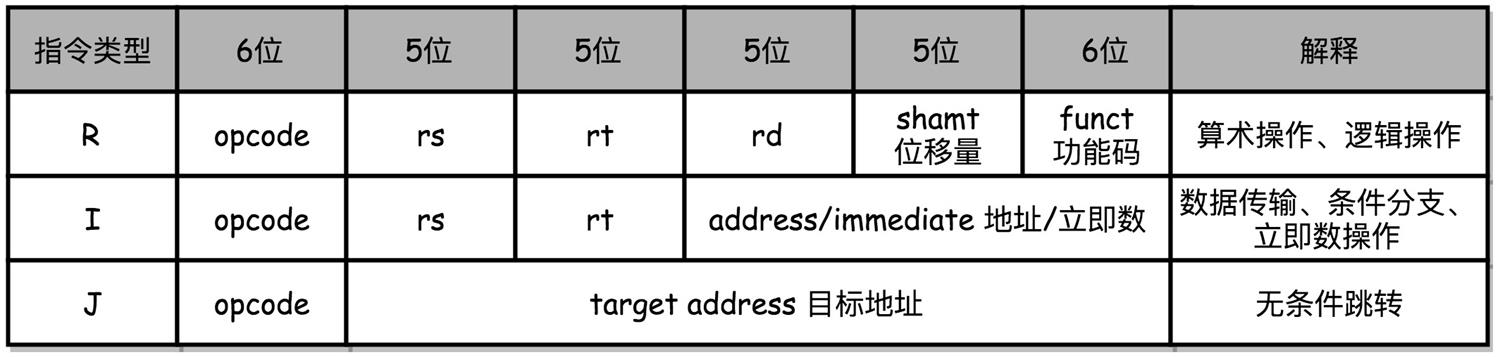 指令类型 6位 5位 5位 5位 5位 6位 解释
R opcode rs rt rd shamt 位移量 funct 功能码 算术操作、逻辑操作
I opcode rs rt address/immediate 地址/立即数 数据传输、条件分支、
立即数操作
J opcode target address 目标地址 无条件跳转